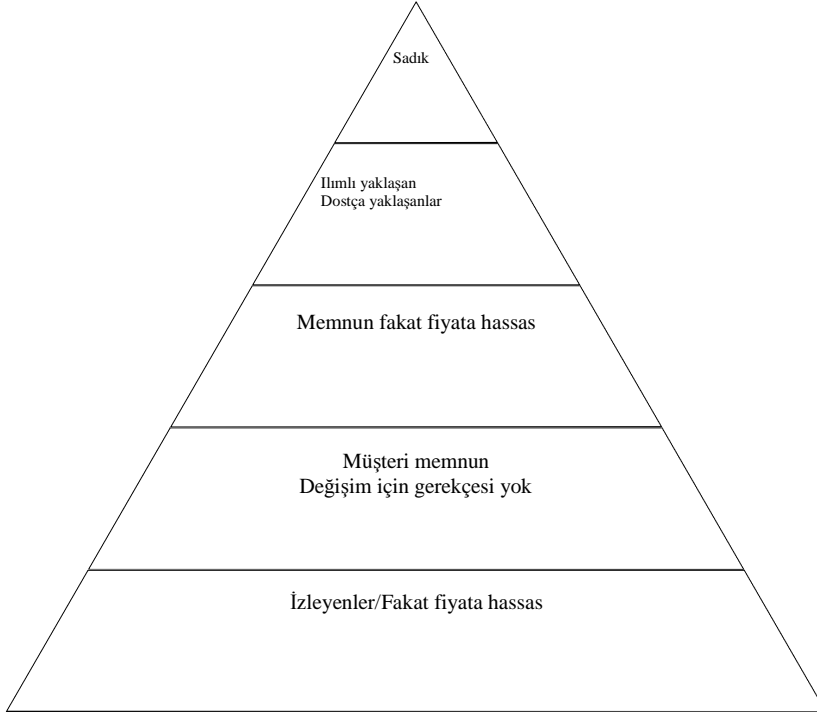 Sadık
Ilımlı yaklaşan
Dostça yaklaşanlar
Memnun fakat fiyata hassas
Müşteri memnun
Değişim için gerekçesi yok
İzleyenler/Fakat fiyata hassas